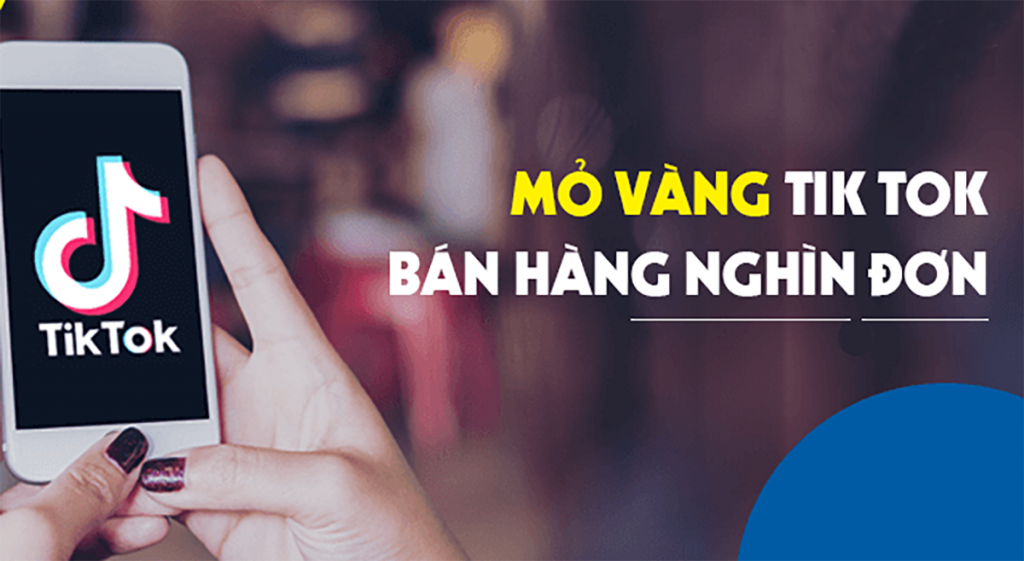 TikTok
MỎ VÀNG TIK TOK
BÁN HÀNG NGHÌN ĐƠN